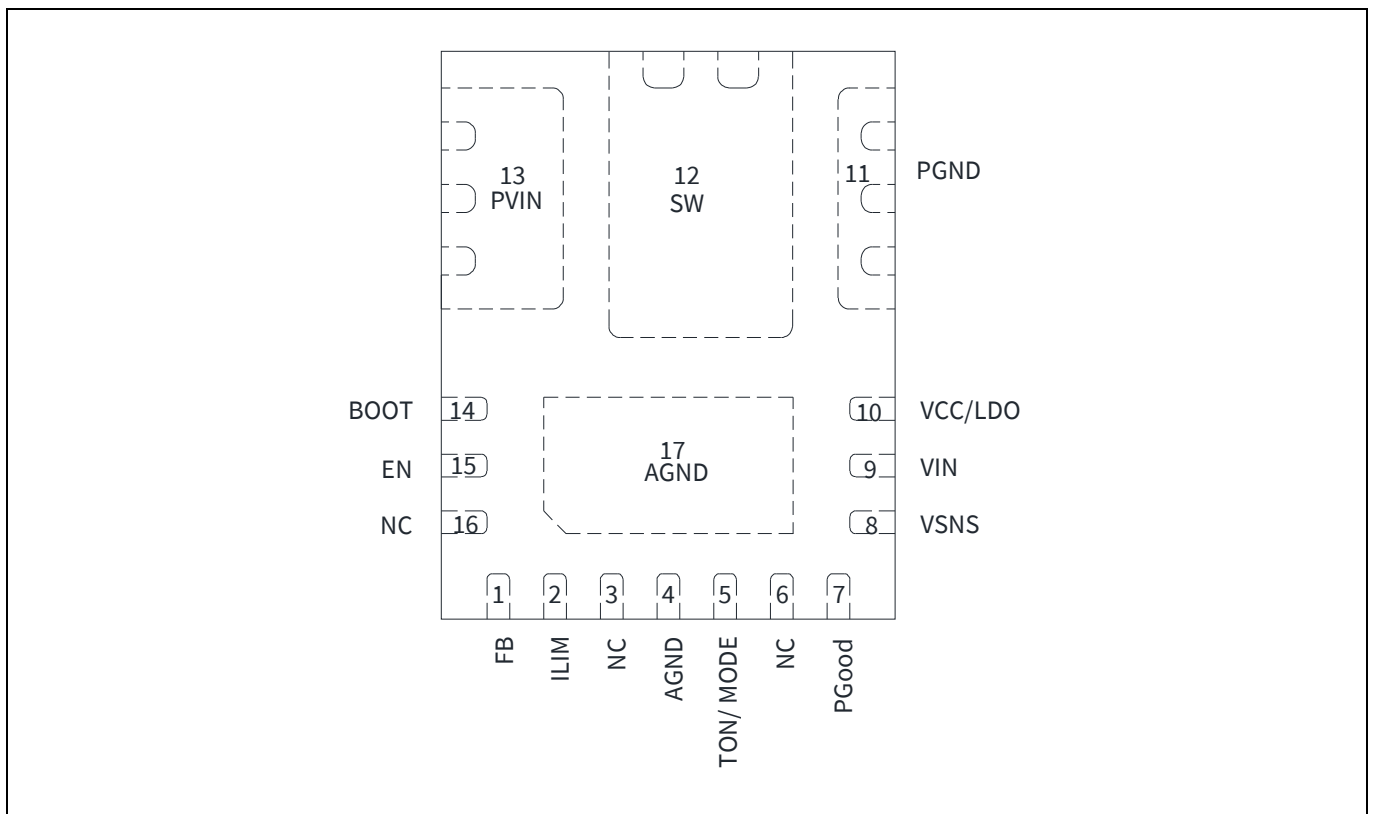 13
PVIN
12
SW
11
PGND
BOOT
14
17
AGND
10
VCC/LDO
EN
15
9
VIN
NC
16
8
VSNS
1
2
3
4
5
6
7
FB
ILIM
NC
AGND
TON/ MODE
NC
PGood